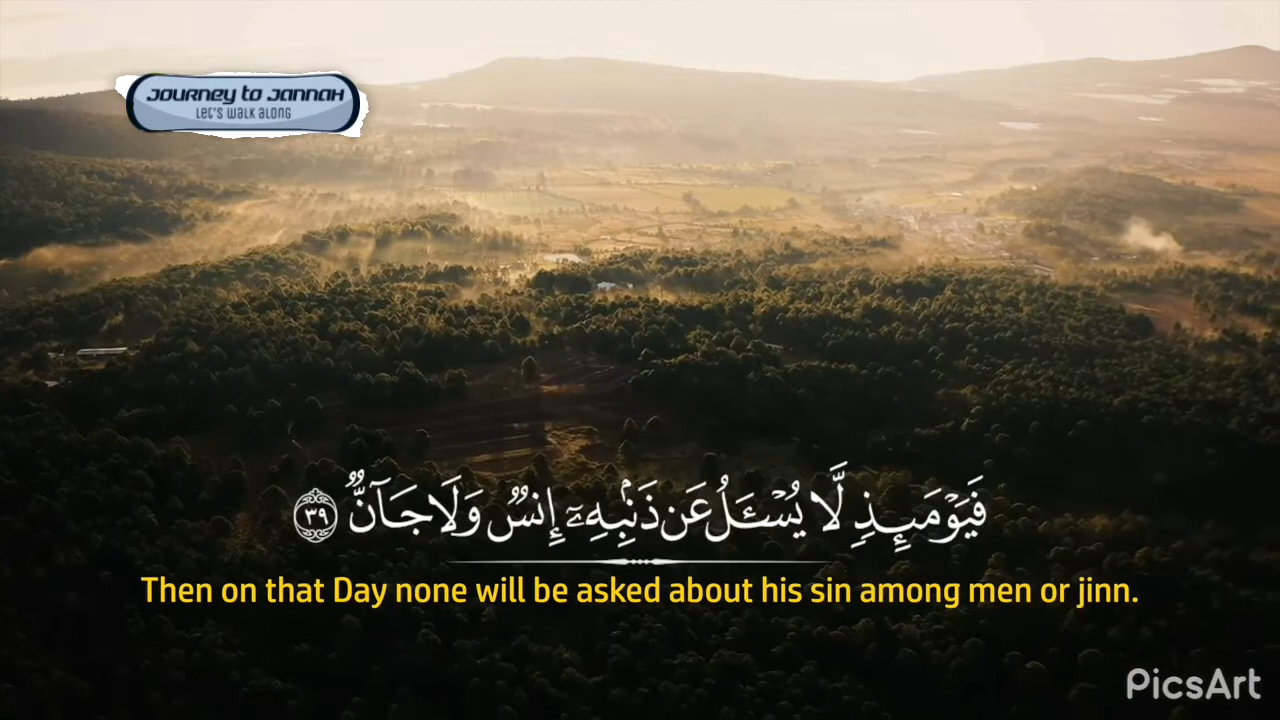 Journey to Jannah
Let's walk along
فَيَوْمَئِذٍ لَّا يُسْـَٔلُ عَن ذَنۢبِهِۦٓ إِنسٌ وَلَا جَآنٌّ ٣٩
Then on that Day none will be asked about his sin among men or jinn.
PicsArt